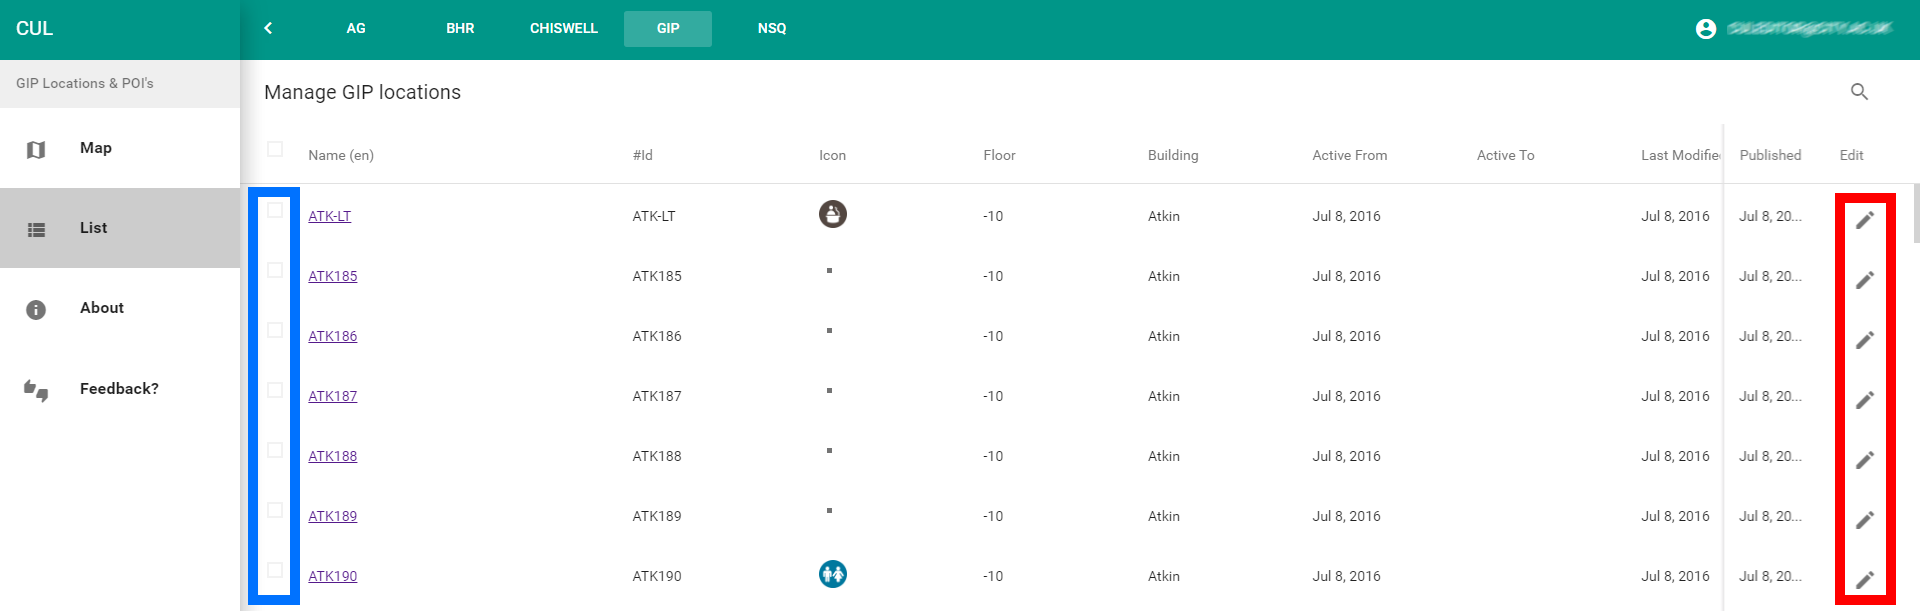 CUL
AG BHR CHISWELL GIP NSQ
GIP Locations & POI's
Map
List
About
Feedback?
Manage GIP locations
Name (en) #Id Icon Floor Building Active From Active To Last Modifie Published Edit
ATK-LT ATK-LT -10 Atkin Jul 8, 2016 Jul 8, 2016 Jul 8, 20...
ATK185 ATK185 -10 Atkin Jul 8, 2016 Jul 8, 2016 Jul 8, 20...
ATK186 ATK186 -10 Atkin Jul 8, 2016 Jul 8, 2016 Jul 8, 20...
ATK187 ATK187 -10 Atkin Jul 8, 2016 Jul 8, 2016 Jul 8, 20...
ATK188 ATK188 -10 Atkin Jul 8, 2016 Jul 8, 2016 Jul 8, 20...
ATK189 ATK189 -10 Atkin Jul 8, 2016 Jul 8, 2016 Jul 8, 20...
ATK190 ATK190 -10 Atkin Jul 8, 2016 Jul 8, 2016 Jul 8, 20...